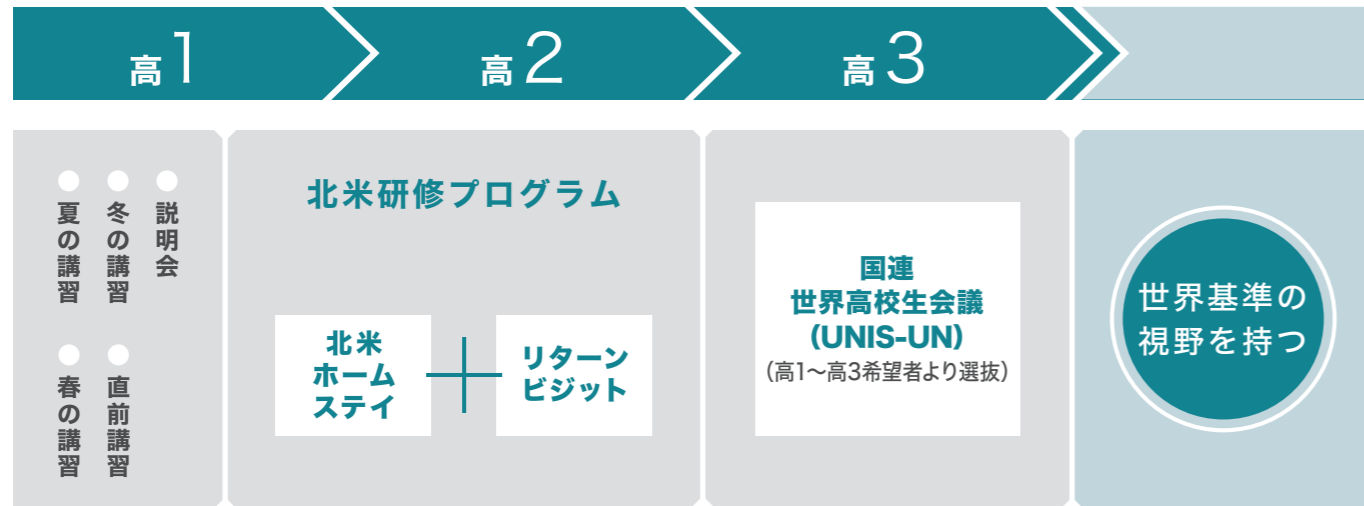 高1
高2
高3
説明会
冬の講習
夏の講習
直前講習
春の講習
北米研修プログラム
北米
ホーム
ステイ
リターン
ビジット
国連
世界高校生会議
(UNIS-UN)
(高1〜高3希望者より選抜)
世界基準の
視野を持つ